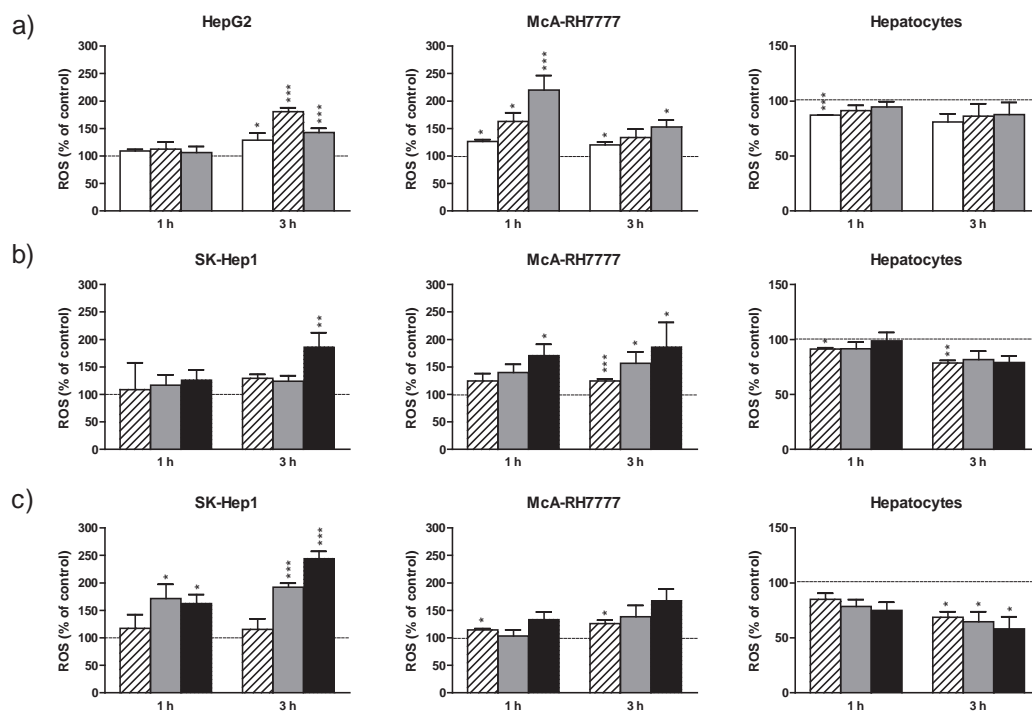 a)
HepG2
McA-RH7777
Hepatocytes
ROS (% of control)
300
250
200
150
100
50
0
*
***
***
1 h
3 h
ROS (% of control)
300
250
200
150
100
50
0
*
*
***
*
*
1 h
3 h
ROS (% of control)
150
100
50
0
***
1 h
3 h
b)
SK-Hep1
McA-RH7777
Hepatocytes
ROS (% of control)
300
250
200
150
100
50
0
**
1 h
3 h
ROS (% of control)
300
250
200
150
100
50
0
*
***
*
*
1 h
3 h
ROS (% of control)
150
100
50
0
*
**
1 h
3 h
c)
SK-Hep1
McA-RH7777
Hepatocytes
ROS (% of control)
300
250
200
150
100
50
0
*
*
***
***
1 h
3 h
ROS (% of control)
300
250
200
150
100
50
0
*
*
1 h
3 h
ROS (% of control)
150
100
50
0
*
*
*
1 h
3 h